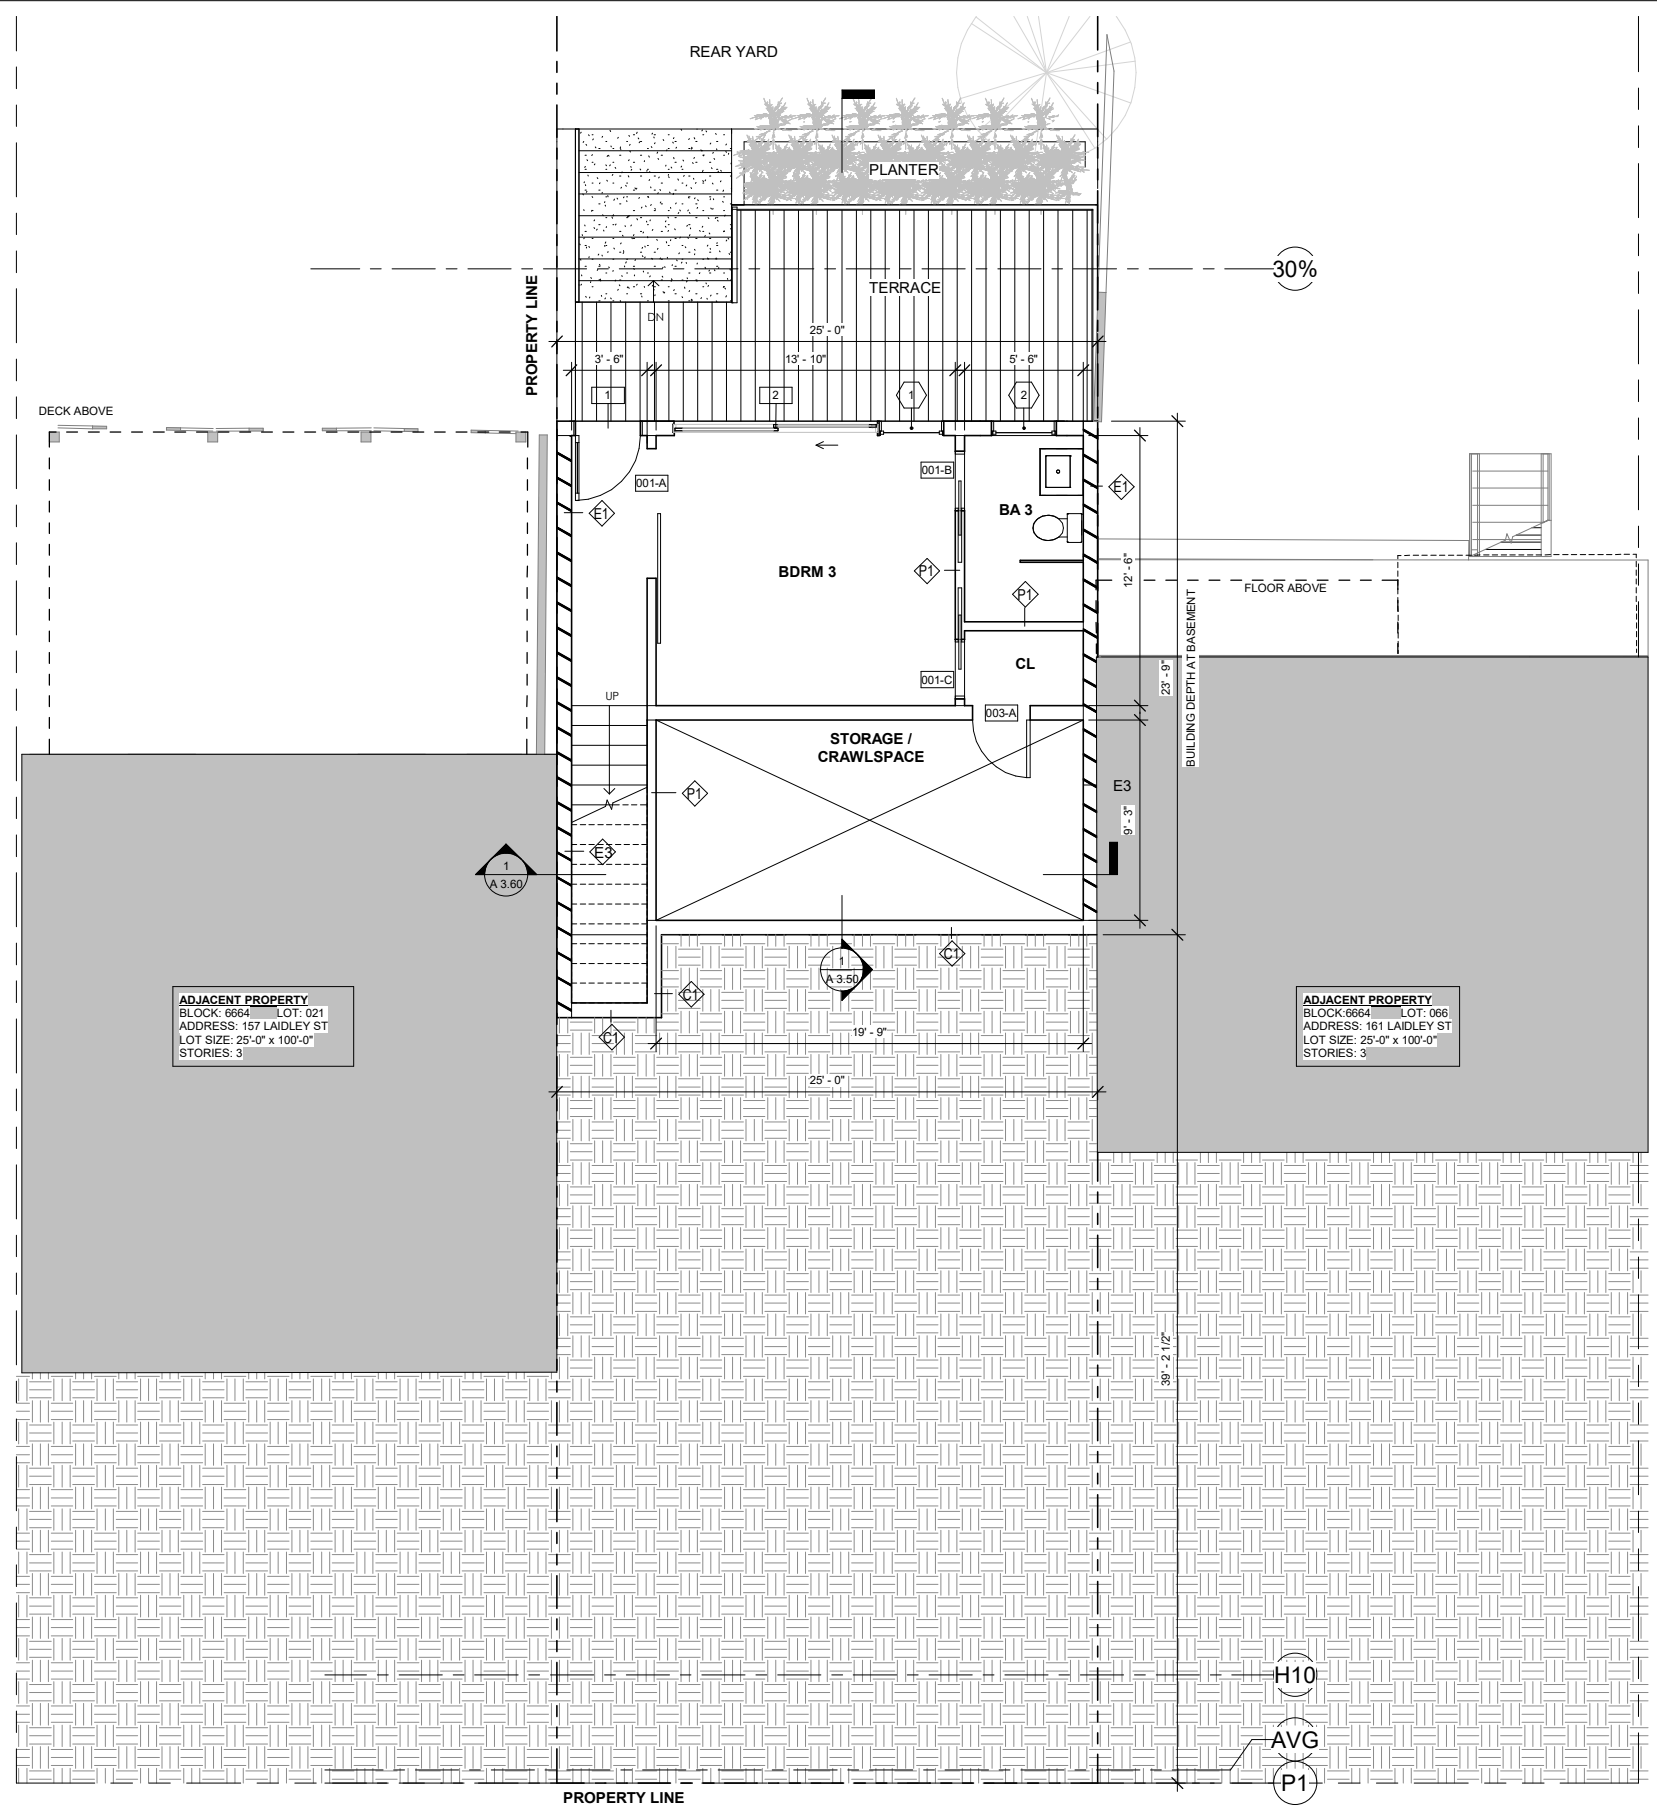 REAR YARD
PLANTER
30%
TERRACE
PROPERTY LINE
DN
25' - 0"
3' - 6"
13' - 10"
5' - 6"
1
2
1
2
DECK ABOVE
001-A
001-B
E1
E1
BA 3
BDRM 3
P1
P1
12' - 6"
FLOOR ABOVE
BUILDING DEPTH AT BASEMENT
23' - 9"
CL
001-C
UP
003-A
STORAGE /
CRAWLSPACE
P1
E3
9' - 3"
E3
1
A 3.60
1
A 3.50
C1
C1
C1
19' - 9"
25' - 0"
ADJACENT PROPERTY
BLOCK: 6664 LOT: 021
ADDRESS: 157 LAIDLEY ST
LOT SIZE: 25'-0" x 100'-0"
STORIES: 3
ADJACENT PROPERTY
BLOCK:6664 LOT: 066
ADDRESS: 161 LAIDLEY ST
LOT SIZE: 25'-0" x 100'-0"
STORIES: 3
39' - 2 1/2"
H10
AVG
P1
PROPERTY LINE